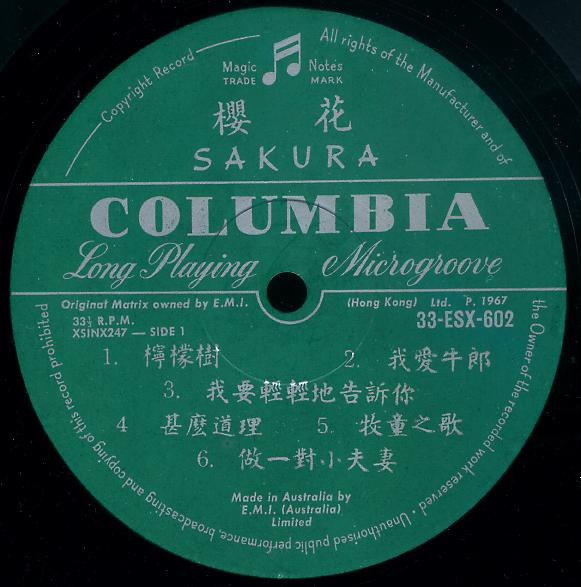 Copyright Record
All rights of the Manufacturer and of
the Owner of the recorded work reserved • Unauthorised public performance, broadcasting and copying of this record prohibited
Magic Notes
TRADE MARK
櫻花
SAKURA
COLUMBIA
Long Playing Microgroove
Original Matrix owned by E.M.I. (Hong Kong) Ltd. P. 1967
33⅓ R.P.M. 33-ESX-602
XSINX247 — SIDE 1
1. 檸檬樹 2. 我愛牛郎
3. 我要輕輕地告訴你
4 甚麼道理 5. 牧童之歌
6. 做一對小夫妻
Made in Australia by
E.M.I. (Australia)
Limited